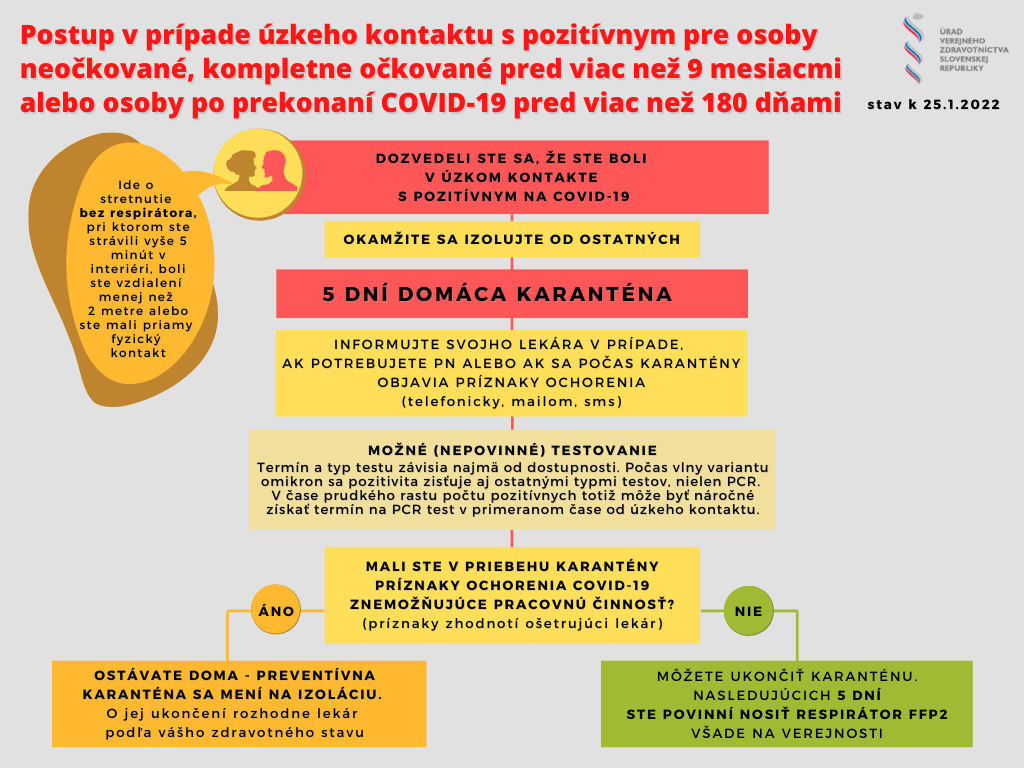 Postup v prípade úzkeho kontaktu s pozitívnym pre osoby
neočkované, kompletne očkované pred viac než 9 mesiacmi
alebo osoby po prekonaní COVID-19 pred viac než 180 dňami
ÚRAD
VEREJNÉHO
ZDRAVOTNÍCTVA
SLOVENSKEJ
REPUBLIKY
stav k 25.1.2022
Ide o
stretnutie
bez respirátora,
pri ktorom ste
strávili vyše 5
minút v
interiéri, boli
ste vzdialení
menej než
2 metre alebo
ste mali priamy
fyzický
kontakt
DOZVEDELI STE SA, ŽE STE BOLI
V ÚZKOM KONTAKTE
S POZITÍVNYM NA COVID-19
OKAMŽITE SA IZOLUJTE OD OSTATNÝCH
5 DNÍ DOMÁCA KARANTÉNA
INFORMUJTE SVOJHO LEKÁRA V PRÍPADE,
AK POTREBUJETE PN ALEBO AK SA POČAS KARANTÉNY
OBJAVIA PRÍZNAKY OCHORENIA
(telefonicky, mailom, sms)
MOŽNÉ (NEPOVINNÉ) TESTOVANIE
Termín a typ testu závisia najmä od dostupnosti. Počas vlny variantu
omikron sa pozitivita zisťuje aj ostatnými typmi testov, nielen PCR.
V čase prudkého rastu počtu pozitívnych totiž môže byť náročné
získať termín na PCR test v primeranom čase od úzkeho kontaktu.
MALI STE V PRIEBEHU KARANTÉNY
PRÍZNAKY OCHORENIA COVID-19
ZNEMOŽŇUJÚCE PRACOVNÚ ČINNOSŤ?
(príznaky zhodnotí ošetrujúci lekár)
ÁNO
NIE
OSTÁVATE DOMA - PREVENTÍVNA
KARANTÉNA SA MENÍ NA IZOLÁCIU.
O jej ukončení rozhodne lekár
podľa vášho zdravotného stavu
MÔŽETE UKONČIŤ KARANTÉNU.
NASLEDUJÚCICH 5 DNÍ
STE POVINNÍ NOSIŤ RESPIRÁTOR FFP2
VŠADE NA VEREJNOSTI